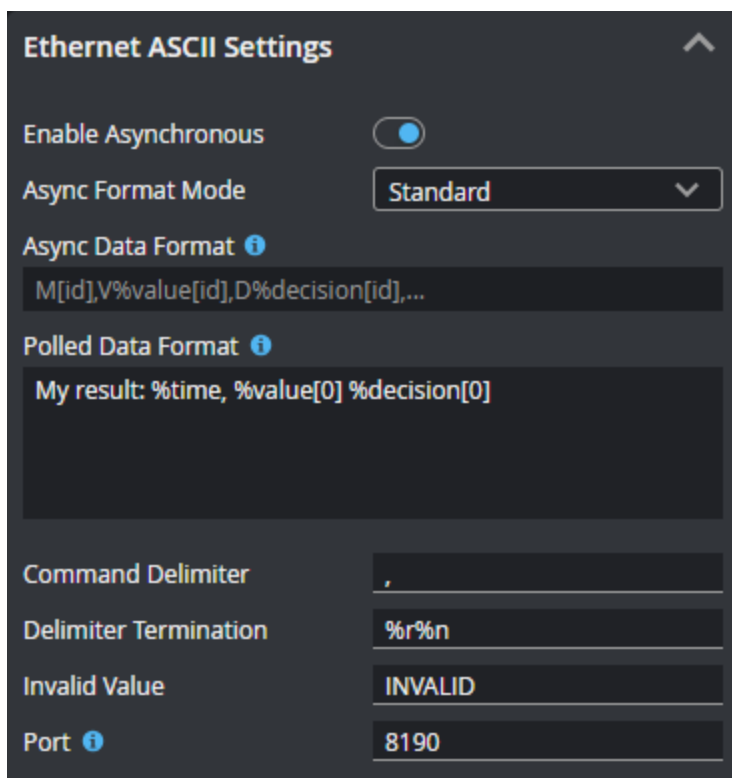 Ethernet ASCII Settings
Enable Asynchronous
Async Format Mode Standard
Async Data Format
M[id],V%value[id],D%decision[id],...
Polled Data Format
My result: %time, %value[0] %decision[0]
Command Delimiter ,
Delimiter Termination %r%n
Invalid Value INVALID
Port 8190